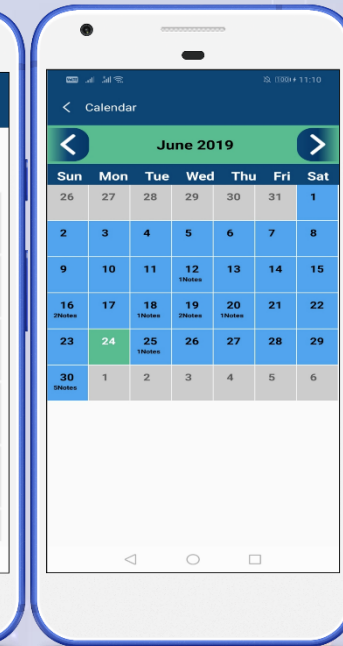 11:10
< Calendar
June 2019
Sun Mon Tue Wed Thu Fri Sat
26 27 28 29 30 31 1
2 3 4 5 6 7 8
9 10 11 12 13 14 15
1Notes
16 17 18 19 20 21 22
2Notes 1Notes 2Notes 1Notes
23 24 25 26 27 28 29
1Notes
30 1 2 3 4 5 6
5Notes